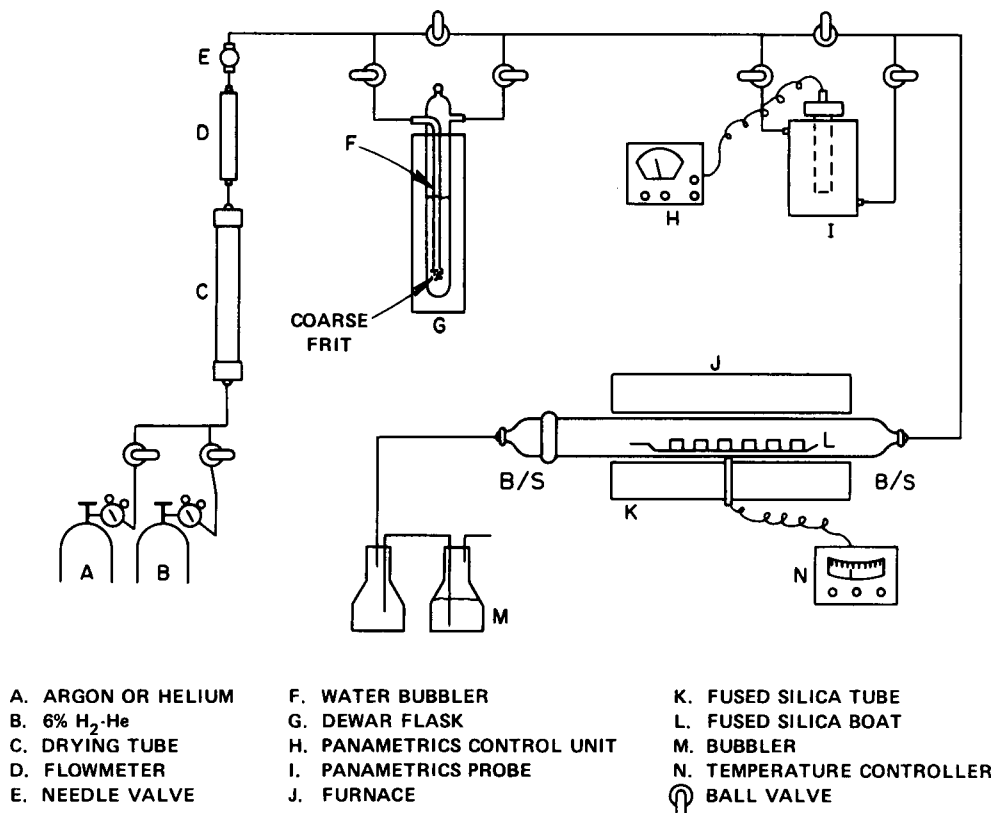 E
D
F
H
I
C
COARSE
FRIT
G
J
L
B/S
B/S
K
A
B
M
N
A. ARGON OR HELIUM
B. 6% H₂-He
C. DRYING TUBE
D. FLOWMETER
E. NEEDLE VALVE
F. WATER BUBBLER
G. DEWAR FLASK
H. PANAMETRICS CONTROL UNIT
I. PANAMETRICS PROBE
J. FURNACE
K. FUSED SILICA TUBE
L. FUSED SILICA BOAT
M. BUBBLER
N. TEMPERATURE CONTROLLER
BALL VALVE